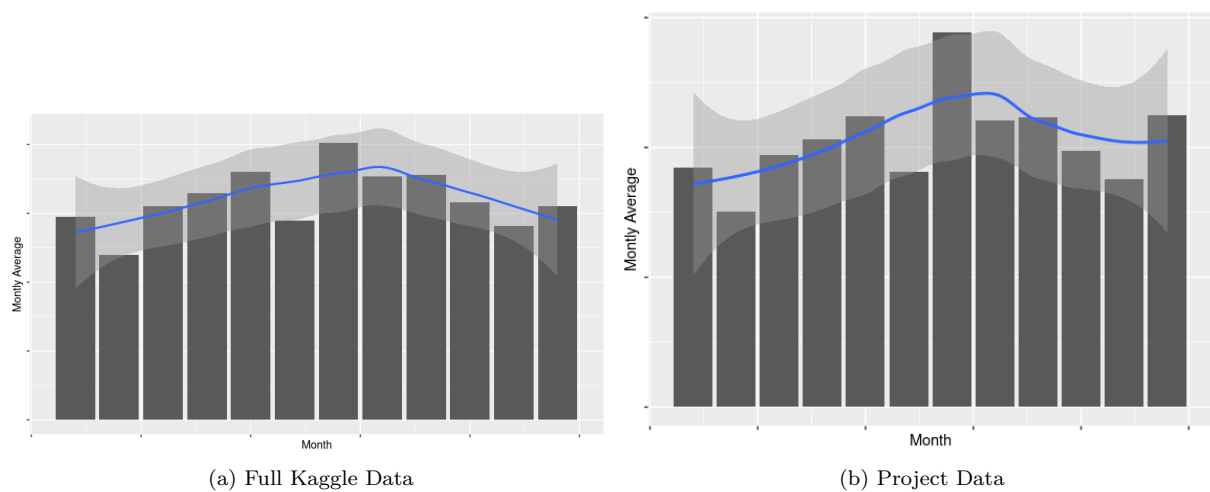 Montly Average
Month
(a) Full Kaggle Data
Montly Average
Month
(b) Project Data